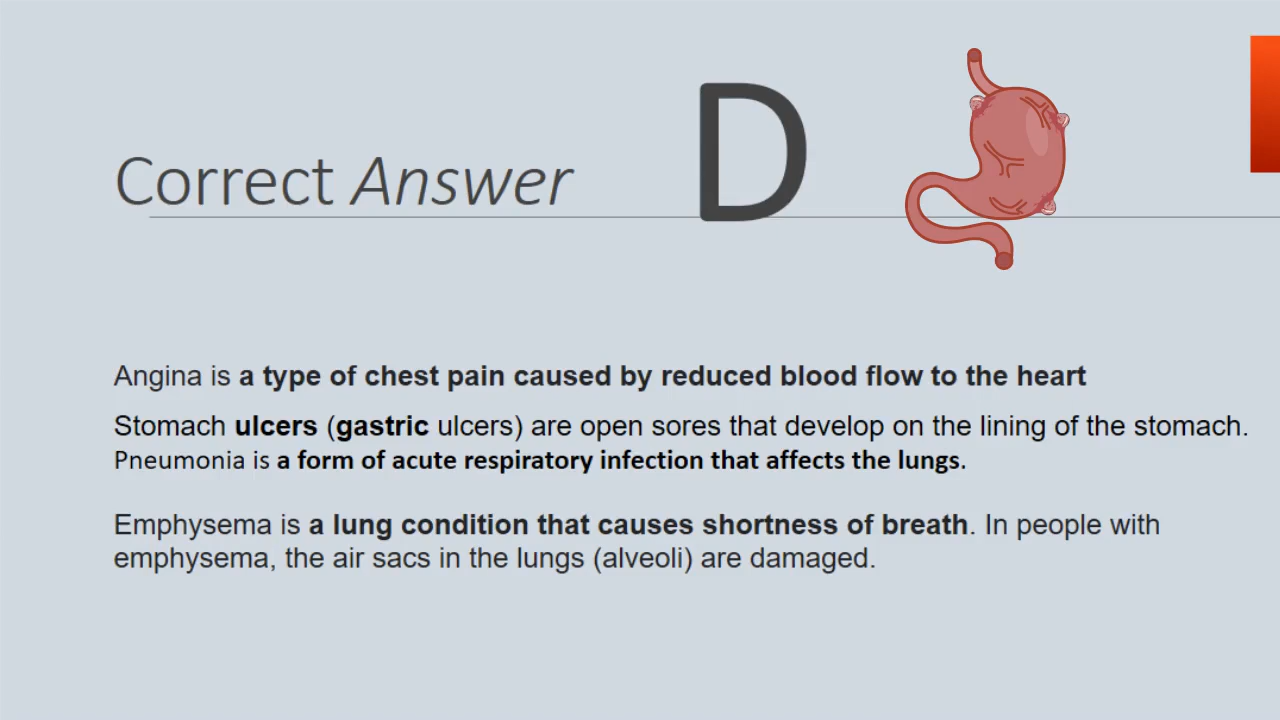 Correct Answer D
Angina is a type of chest pain caused by reduced blood flow to the heart
Stomach ulcers (gastric ulcers) are open sores that develop on the lining of the stomach.
Pneumonia is a form of acute respiratory infection that affects the lungs.
Emphysema is a lung condition that causes shortness of breath. In people with
emphysema, the air sacs in the lungs (alveoli) are damaged.